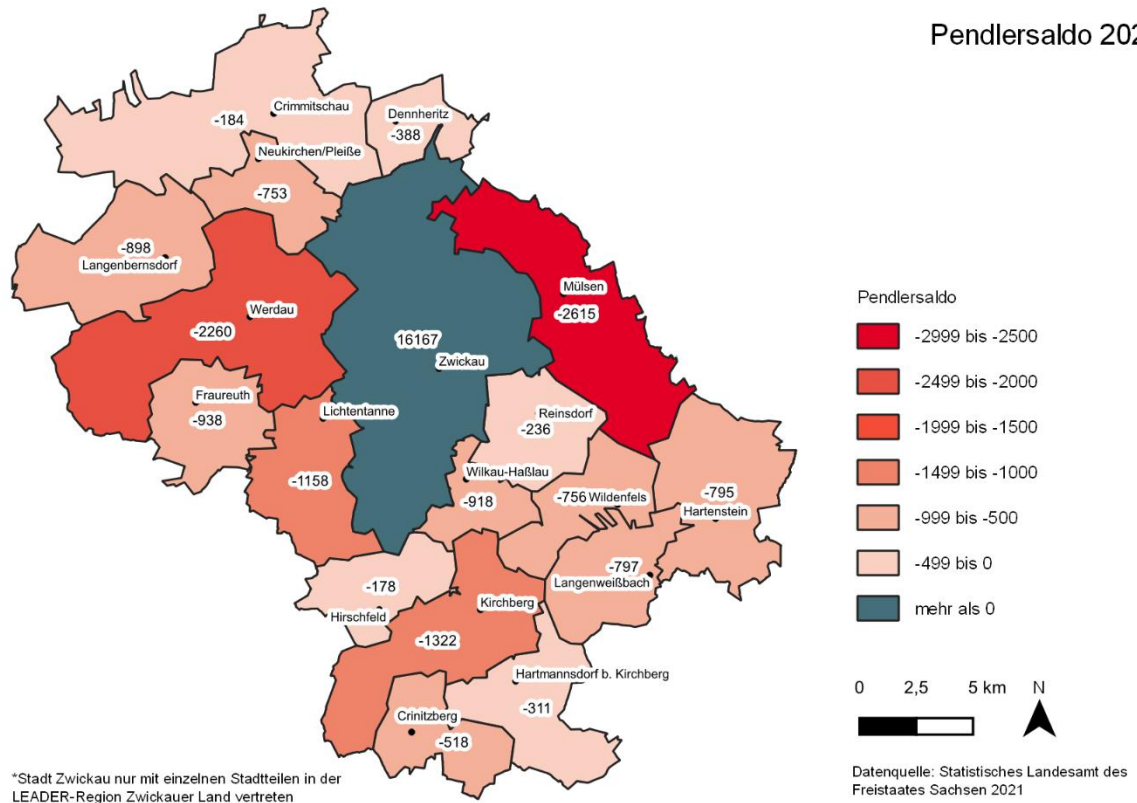 Pendlersaldo 202
Crimmitschau
-184
Dennheritz
-388
Neukirchen/Pleiße
-753
-898
Langenbernsdorf
Mülsen
-2615
Werdau
-2260
16167
Zwickau
Fraureuth
-938
Lichtentanne
-1158
Reinsdorf
-236
Wilkau-Haßlau
-918
-756
Wildenfels
-795
Hartenstein
-797
Langenweißbach
-178
Hirschfeld
Kirchberg
-1322
Hartmannsdorf b. Kirchberg
-311
Crinitzberg
-518
Pendlersaldo
-2999 bis -2500
-2499 bis -2000
-1999 bis -1500
-1499 bis -1000
-999 bis -500
-499 bis 0
mehr als 0
0 2,5 5 km N
*Stadt Zwickau nur mit einzelnen Stadtteilen in der
LEADER-Region Zwickauer Land vertreten
Datenquelle: Statistisches Landesamt des
Freistaates Sachsen 2021